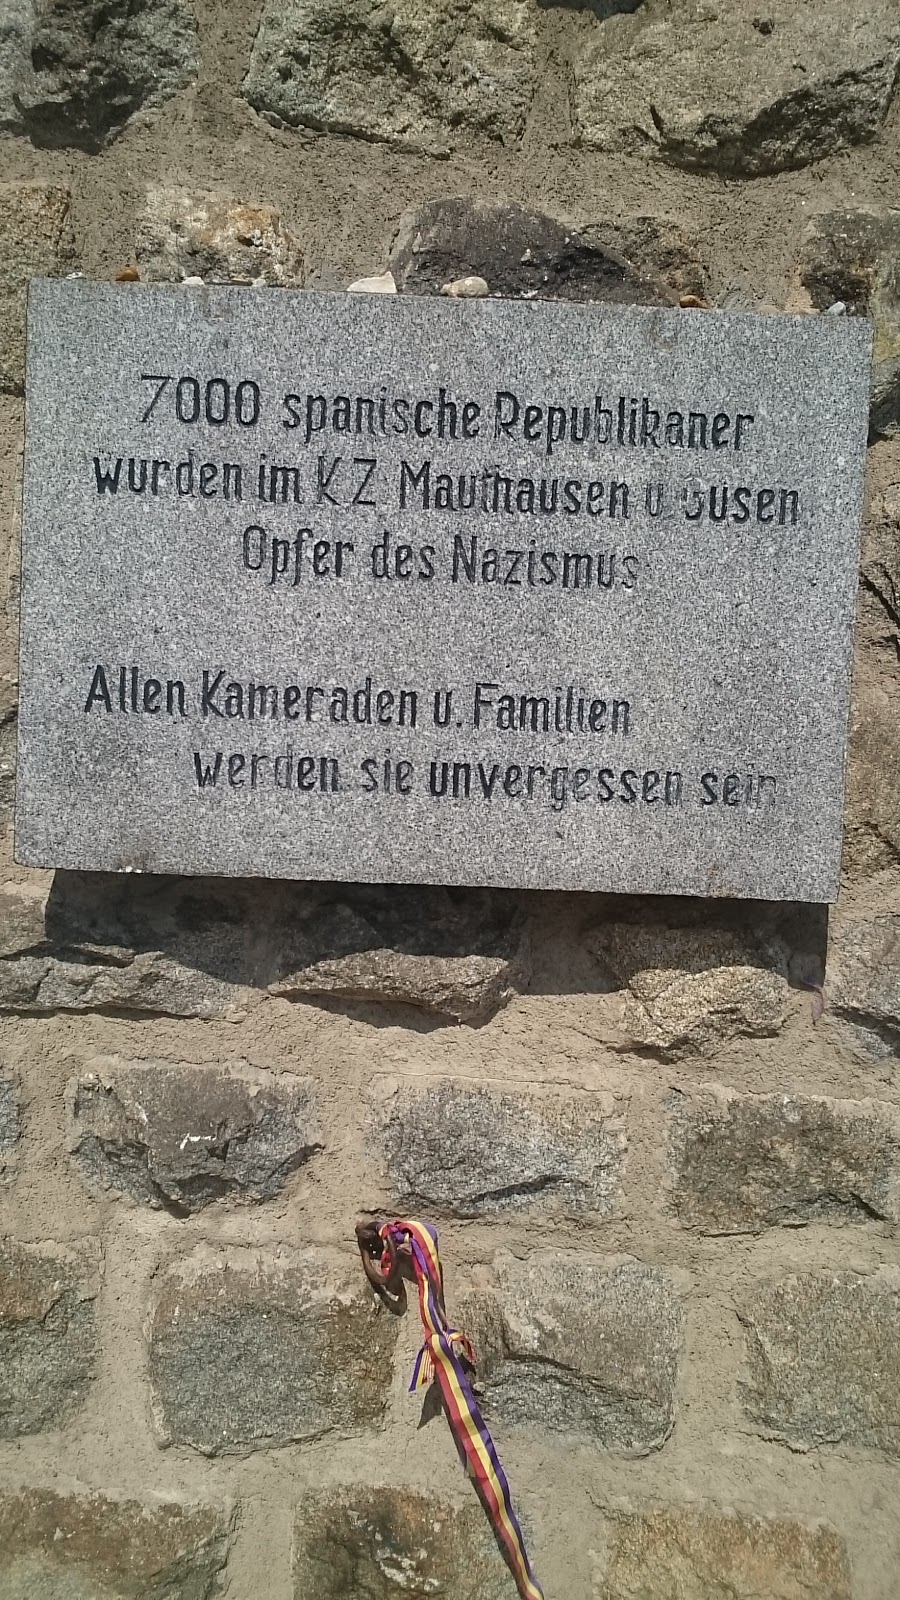 7000 spanische Republikaner
wurden im KZ Mauthausen u. Gusen
Opfer des Nazismus
Allen Kameraden u. Familien
werden sie unvergessen sein